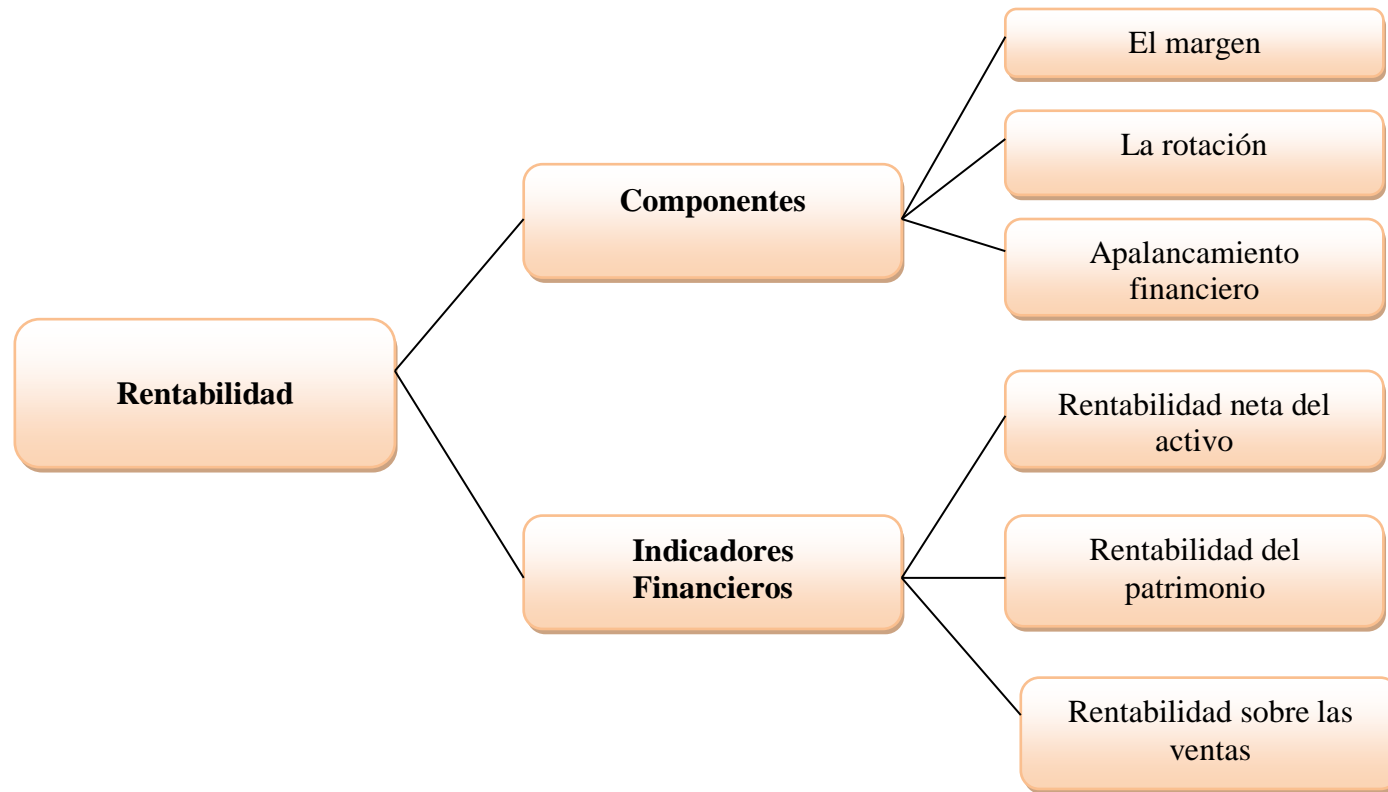 Rentabilidad
Componentes
El margen
La rotación
Apalancamiento
financiero
Indicadores
Financieros
Rentabilidad neta del
activo
Rentabilidad del
patrimonio
Rentabilidad sobre las
ventas